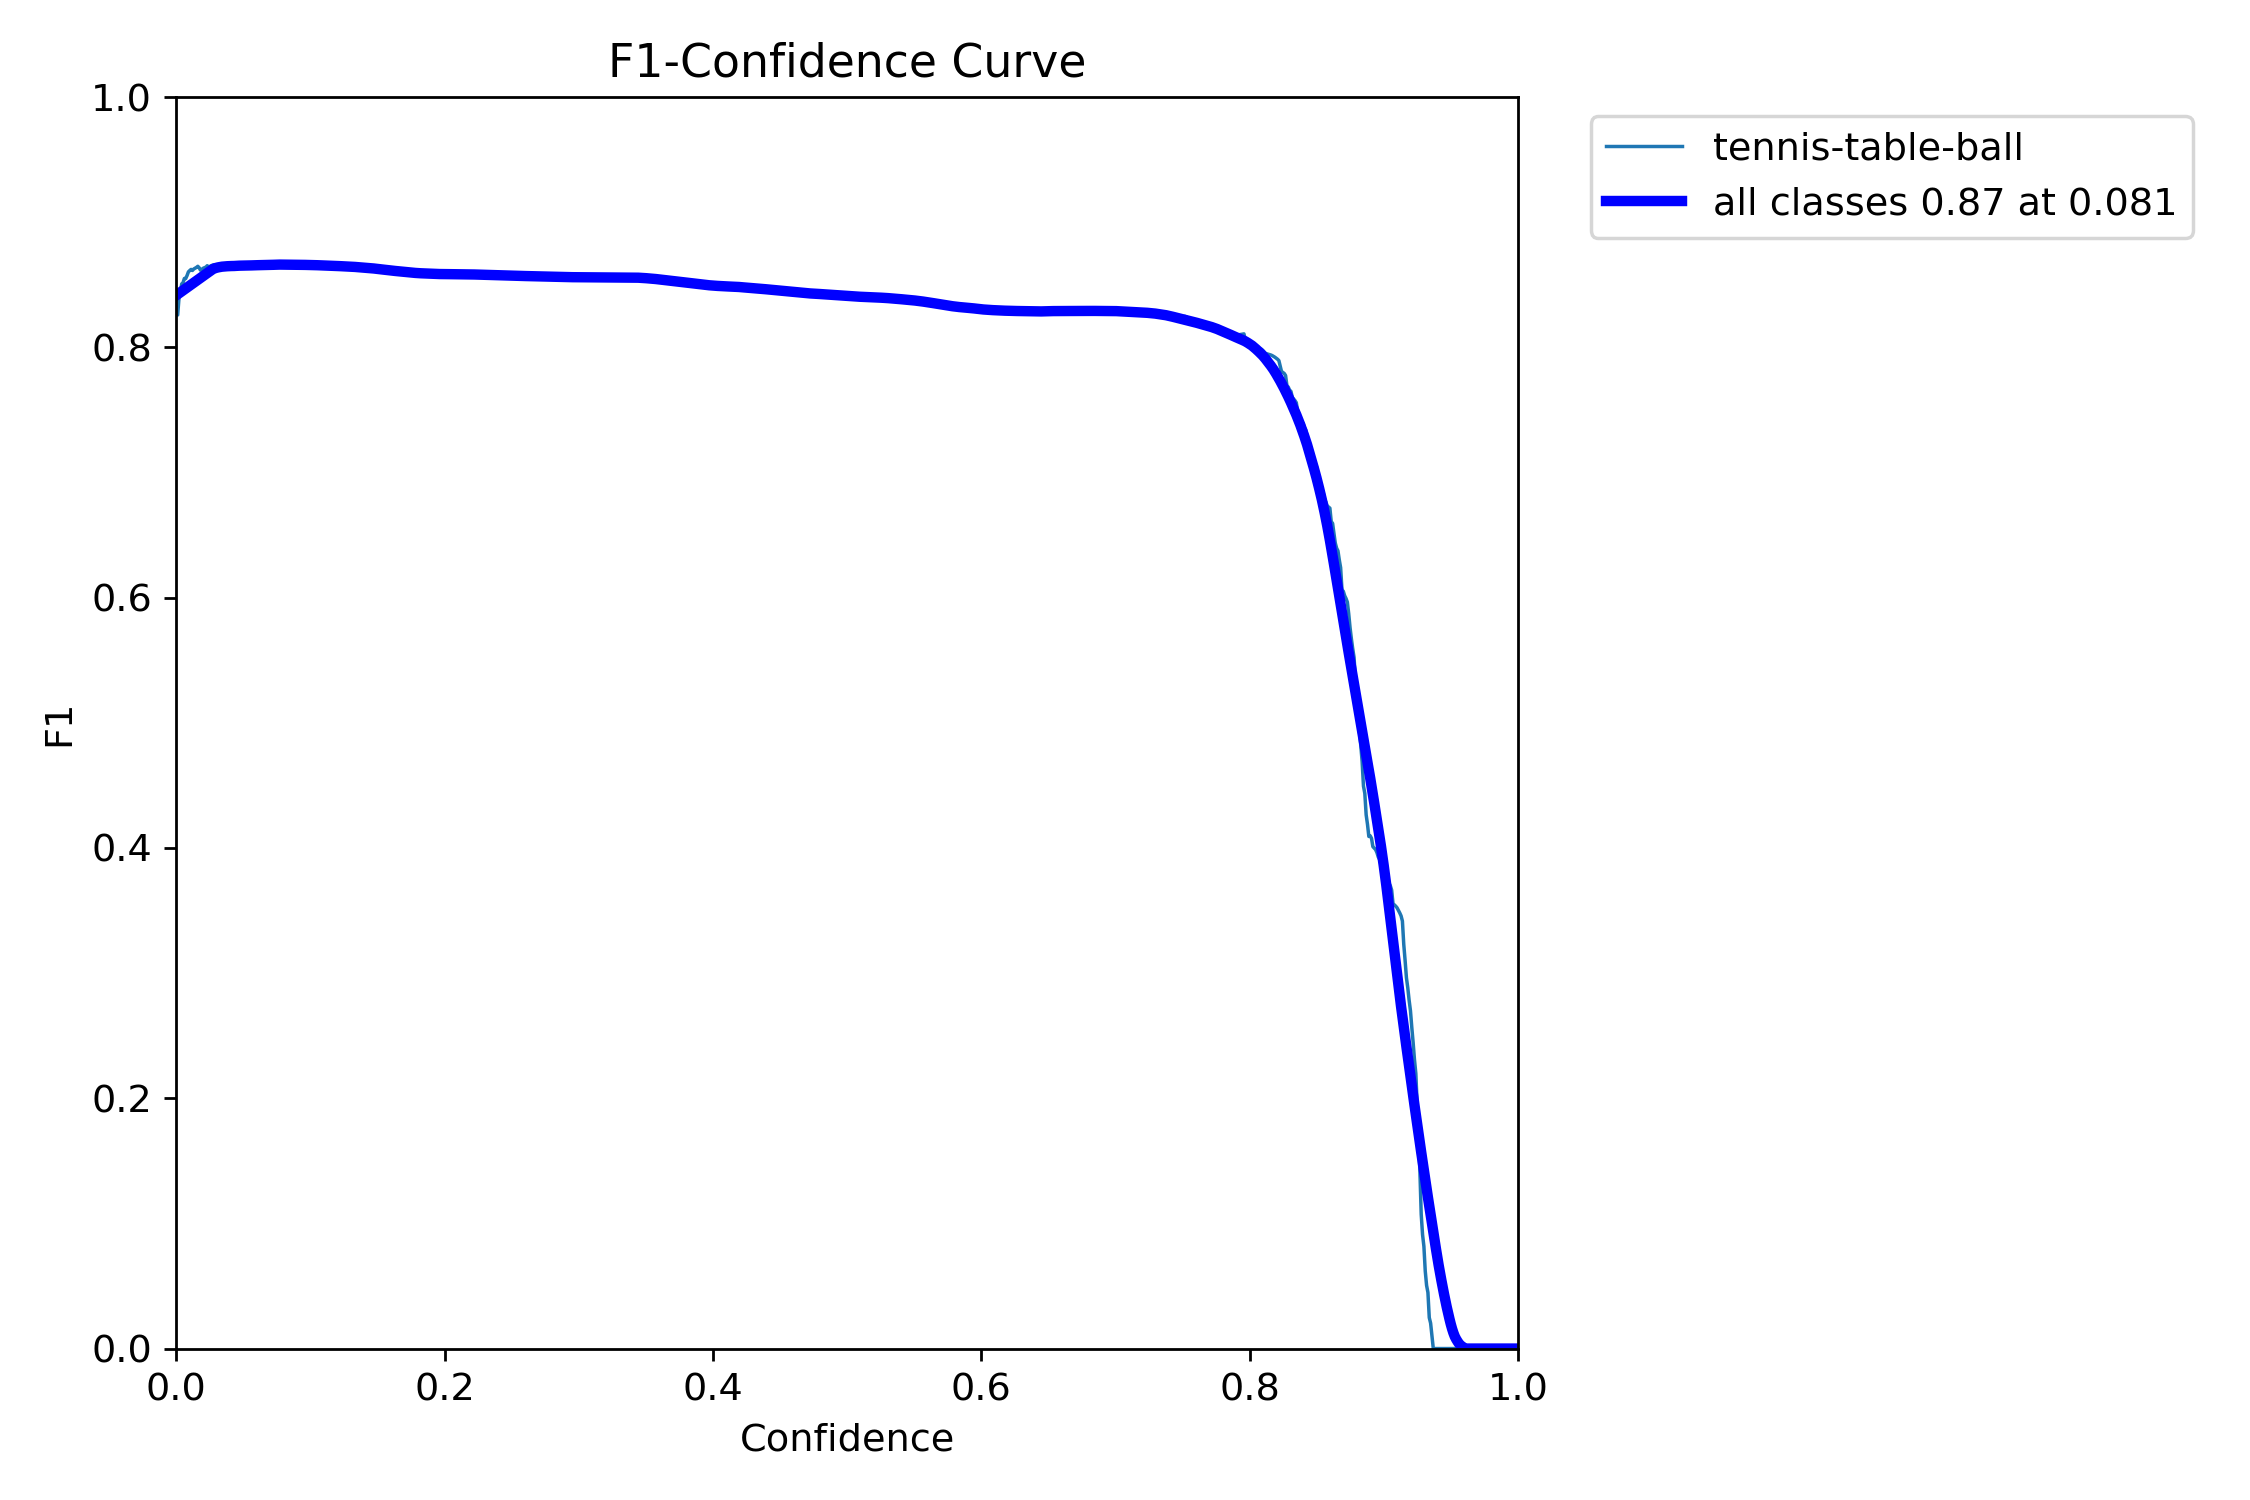 F1-Confidence Curve
1.0
0.8
0.6
0.4
0.2
0.0
F1
0.0 0.2 0.4 0.6 0.8 1.0
Confidence
tennis-table-ball
all classes 0.87 at 0.081